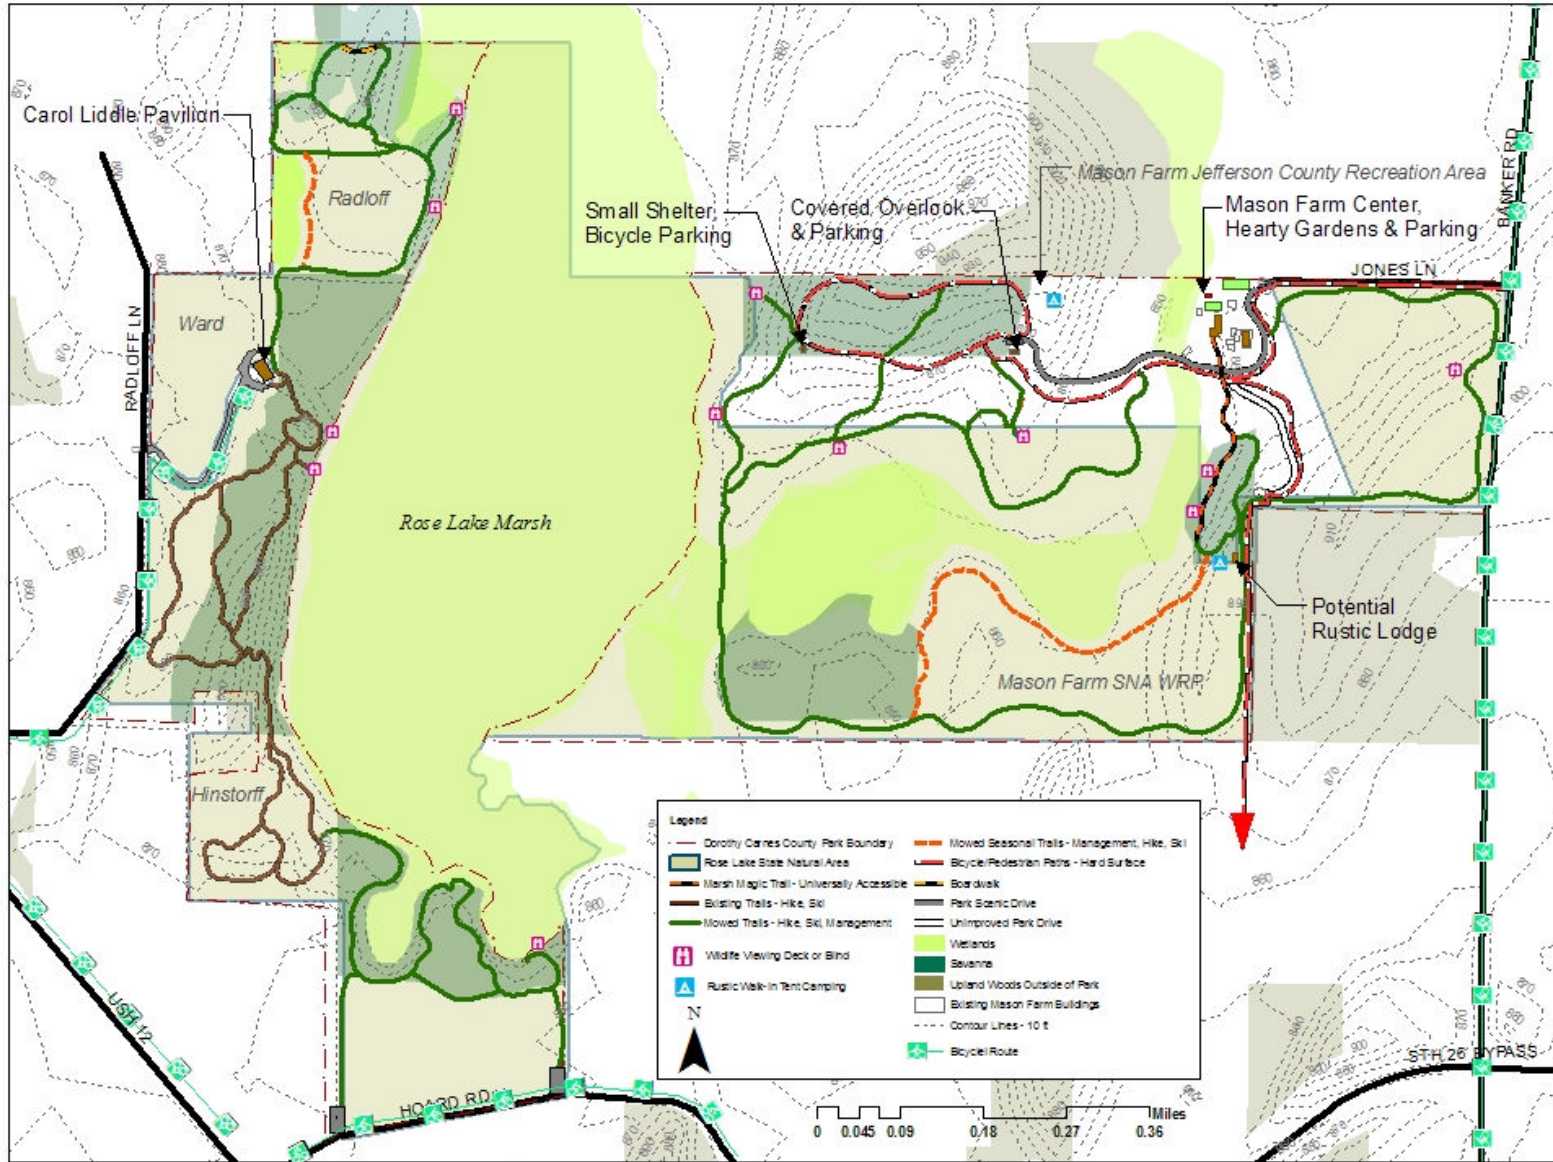 Carol Liddle Pavilion
Radloff
Ward
RADLOFF LN
Small Shelter,
Bicycle Parking
Covered Overlook
& Parking
Mason Farm Jefferson County Recreation Area
Mason Farm Center,
Hearty Gardens & Parking
BANKER RD
JONES LN
Rose Lake Marsh
Potential
Rustic Lodge
Mason Farm SNA WRP
Hinstorff
USH 12
HOARD RD
STH 26 BYPASS
Legend
Dorothy Carnes County Park Boundary
Rose Lake State Natural Area
Marsh Magic Trail - Universally Accessible
Existing Trails - Hike, Ski
Mowed Trails - Hike, Ski, Management
Wildlife Viewing Deck or Blind
Rustic Walk-in Tent Camping
N
Mowed Seasonal Trails - Management, Hike, Ski
Bicycle/Pedestrian Paths - Hard Surface
Boardwalk
Park Scenic Drive
Unimproved Park Drive
Wetlands
Savanna
Upland Woods Outside of Park
Existing Mason Farm Buildings
Contour Lines - 10 ft
Bicyclel Route
Miles
0 0.045 0.09 0.18 0.27 0.36